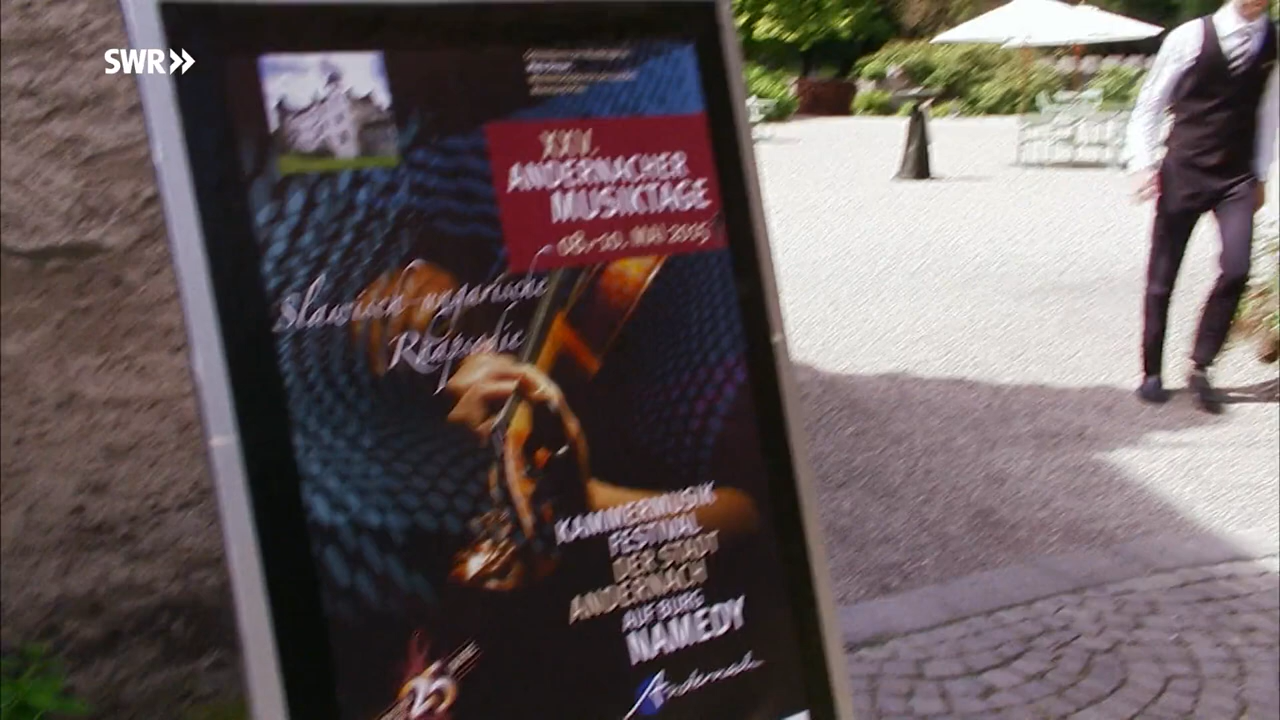 SWR
XXV.
ANDERNACHER
MUSIKTAGE
08.-10. MAI 2015
Slawisch-ungarische
Rhapsodie
KAMMERMUSIK
FESTIVAL
DER STADT
ANDERNACH
AUF BURG
NAMEDY
Andernach
25